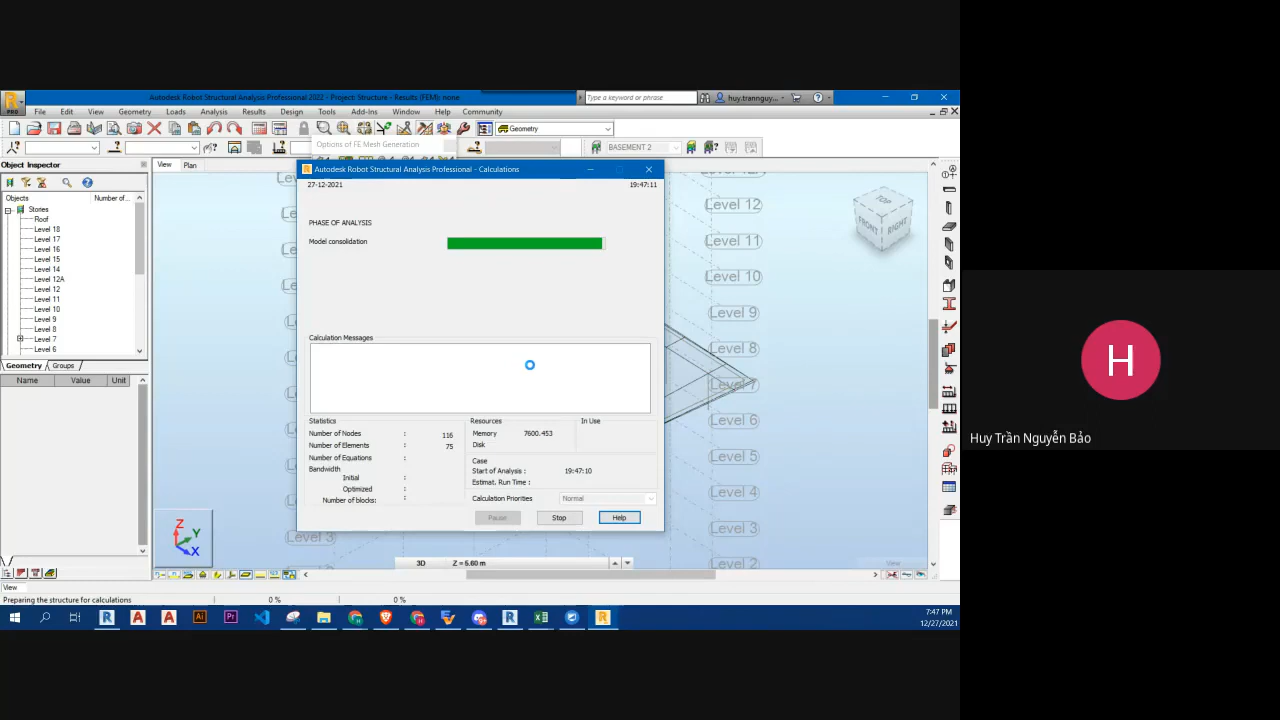 Autodesk Robot Structural Analysis Professional 2022 - Project: Structure - Results (FEM): none
Type a keyword or phrase
huy.trannguy...
File Edit View Geometry Loads Results Analysis Design Tools Add-Ins Window Help Community
Geometry
Options of FE Mesh Generation
BASEMENT 2
Object Inspector
View Plan
Objects Number of...
Stories
Roof
Level 18
Level 17
Level 16
Level 15
Level 14
Level 12A
Level 12
Level 11
Level 10
Level 9
Level 8
Level 7
Level 6
Geometry Groups
Name Value Unit
Autodesk Robot Structural Analysis Professional - Calculations
27-12-2021 19:47:11
PHASE OF ANALYSIS
Model consolidation
Calculation Messages
Statistics Resources In Use
Number of Nodes : 116 Memory 7600.453
Number of Elements : 75 Disk
Number of Equations :
Bandwidth
Initial :
Optimized :
Number of blocks: :
Case
Start of Analysis : 19:47:10
Estimat. Run Time :
Calculation Priorities Normal
Pause Stop Help
Level 12
Level 11
Level 10
Level 9
Level 8
Level 7
Level 6
Level 5
Level 4
Level 3
Level 2
Level 3
TOP
FRONT
RIGHT
Z
Y
X
3D Z = 5.60 m
View
View
Preparing the structure for calculations 0 % 0 %
7:47 PM
12/27/2021
H
Huy Trần Nguyễn Bảo